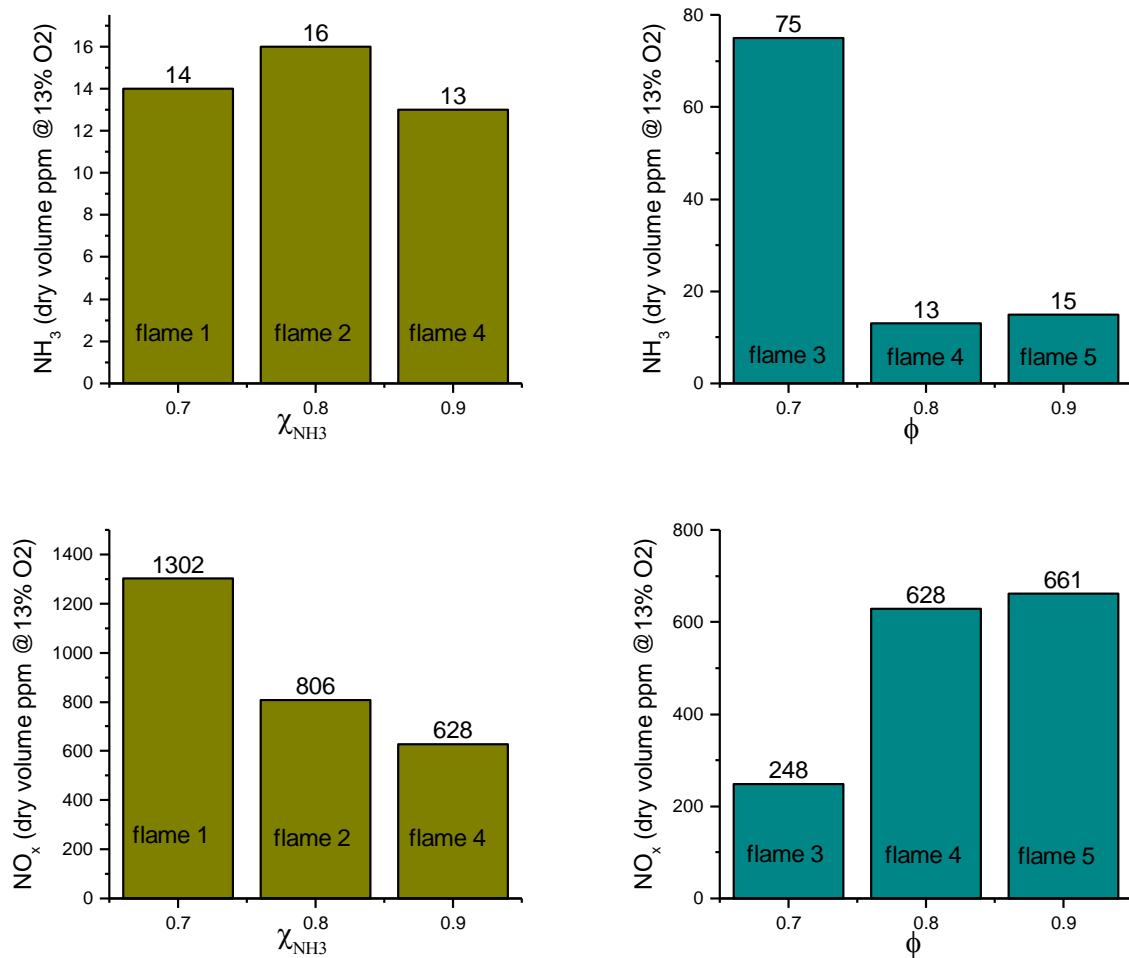 NH3 (dry volume ppm @13% O2)
16
14
12
10
8
6
4
2
0
14
16
13
flame 1
flame 2
flame 4
0.7
0.8
0.9
χNH3
NH3 (dry volume ppm @13% O2)
80
60
40
20
0
75
13
15
flame 3
flame 4
flame 5
0.7
0.8
0.9
ϕ
NOx (dry volume ppm @13% O2)
1400
1200
1000
800
600
400
200
0
1302
806
628
flame 1
flame 2
flame 4
0.7
0.8
0.9
χNH3
NOx (dry volume ppm @13% O2)
800
600
400
200
0
248
628
661
flame 3
flame 4
flame 5
0.7
0.8
0.9
ϕ